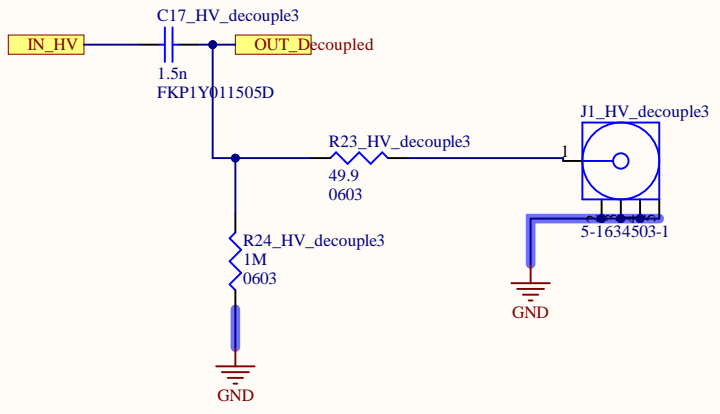 C17_HV_decouple3
IN_HV
OUT_Decoupled
1.5n
FKP1Y011505D
J1_HV_decouple3
R23_HV_decouple3
1
49.9
0603
R24_HV_decouple3
1M
0603
5-1634503-1
GND
GND